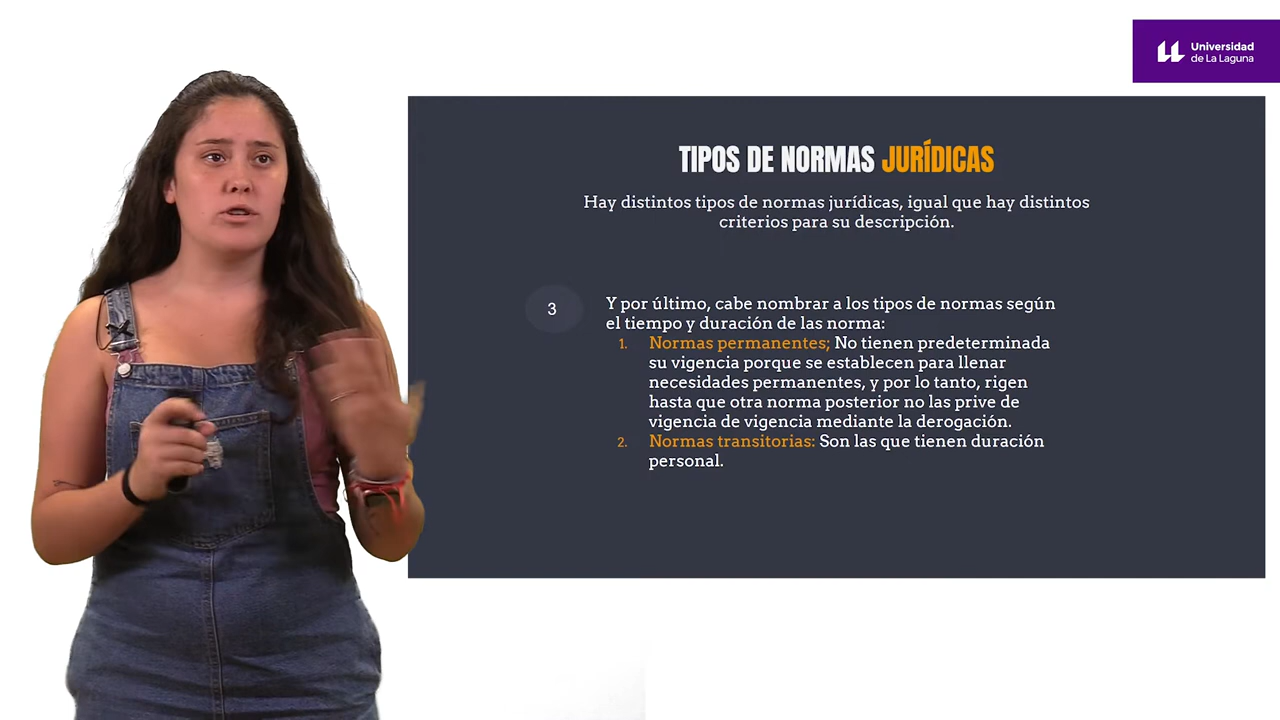 Universidad
de La Laguna
TIPOS DE NORMAS JURÍDICAS
Hay distintos tipos de normas jurídicas, igual que hay distintos
criterios para su descripción.
3
Y por último, cabe nombrar a los tipos de normas según
el tiempo y duración de las norma:
1. Normas permanentes; No tienen predeterminada
su vigencia porque se establecen para llenar
necesidades permanentes, y por lo tanto, rigen
hasta que otra norma posterior no las prive de
vigencia de vigencia mediante la derogación.
2. Normas transitorias: Son las que tienen duración
personal.